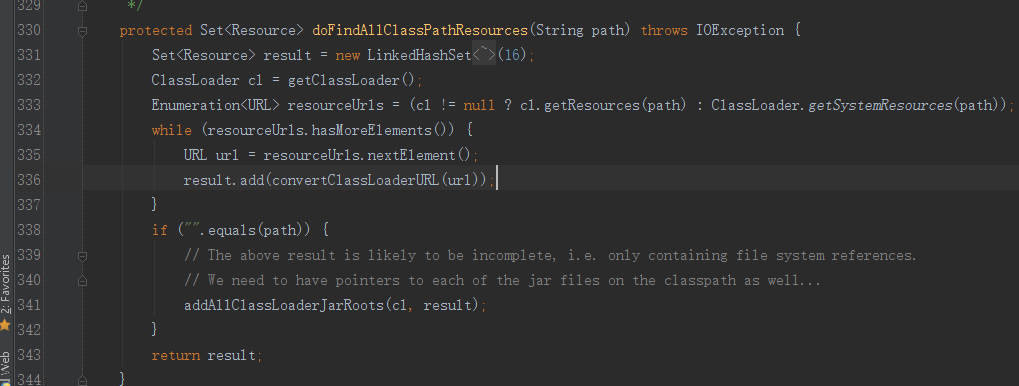 329 */
330 protected Set<Resource> doFindAllClassPathResources(String path) throws IOException {
331 Set<Resource> result = new LinkedHashSet<~>(16);
332 ClassLoader cl = getClassLoader();
333 Enumeration<URL> resourceUrls = (cl != null ? cl.getResources(path) : ClassLoader.getSystemResources(path));
334 while (resourceUrls.hasMoreElements()) {
335 URL url = resourceUrls.nextElement();
336 result.add(convertClassLoaderURL(url));
337 }
338 if ("".equals(path)) {
339 // The above result is likely to be incomplete, i.e. only containing file system references.
340 // We need to have pointers to each of the jar files on the classpath as well...
341 addAllClassLoaderJarRoots(cl, result);
342 }
343 return result;
344 }
2: Favorites
Web